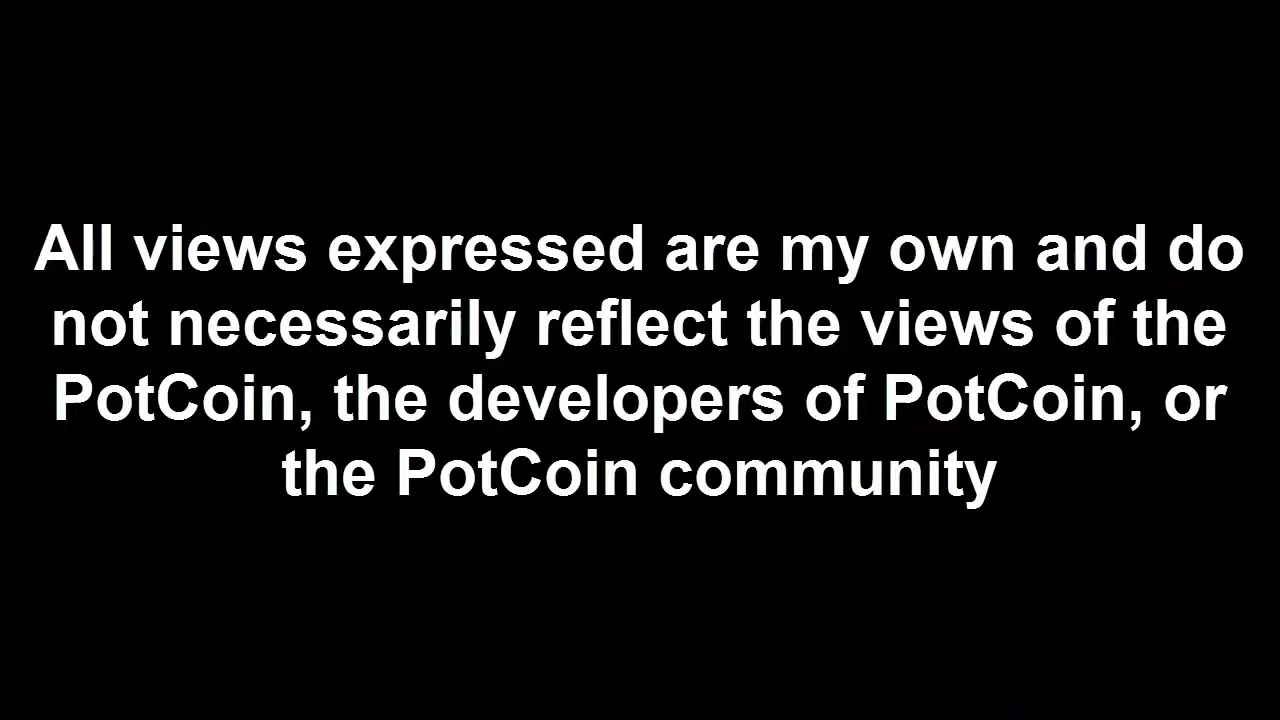 All views expressed are my own and do
not necessarily reflect the views of the
PotCoin, the developers of PotCoin, or
the PotCoin community